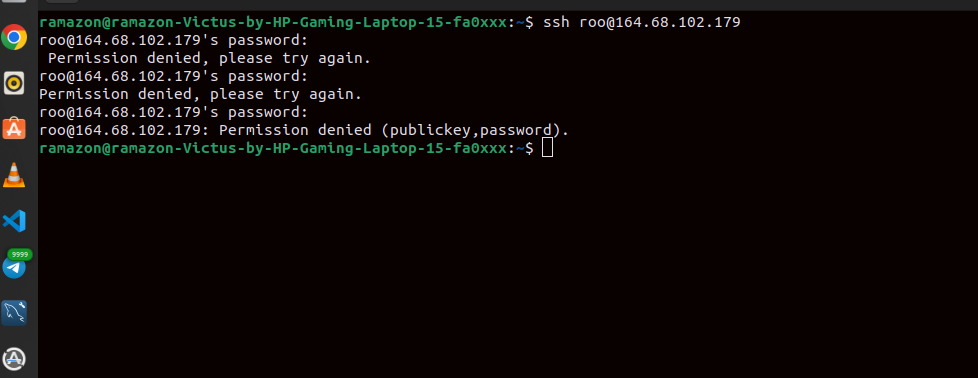 ramazon@ramazon-Victus-by-HP-Gaming-Laptop-15-fa0xxx:~$ ssh roo@164.68.102.179
roo@164.68.102.179's password:
 Permission denied, please try again.
roo@164.68.102.179's password:
Permission denied, please try again.
roo@164.68.102.179's password:
roo@164.68.102.179: Permission denied (publickey,password).
ramazon@ramazon-Victus-by-HP-Gaming-Laptop-15-fa0xxx:~$
9999